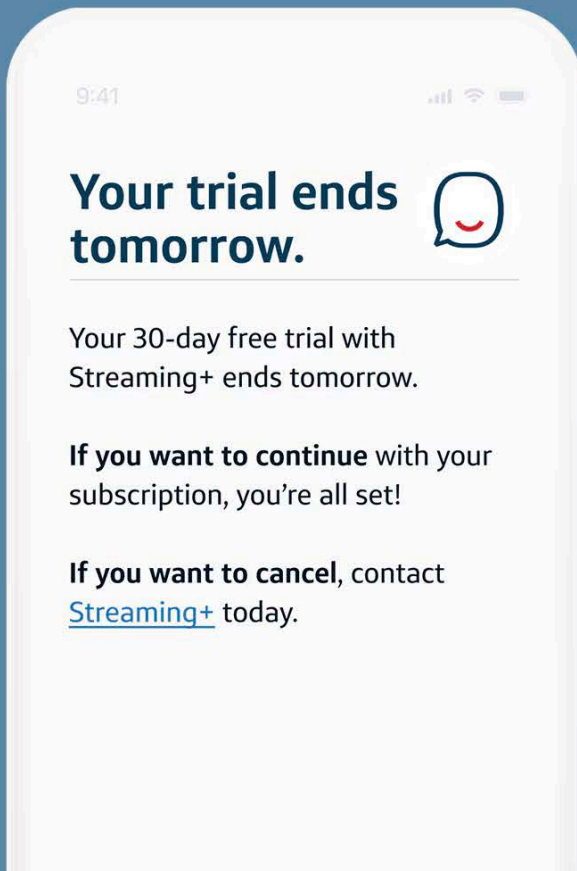 9:41
Your trial ends
tomorrow.
Your 30-day free trial with
Streaming+ ends tomorrow.
If you want to continue with your
subscription, you’re all set!
If you want to cancel, contact
Streaming+ today.